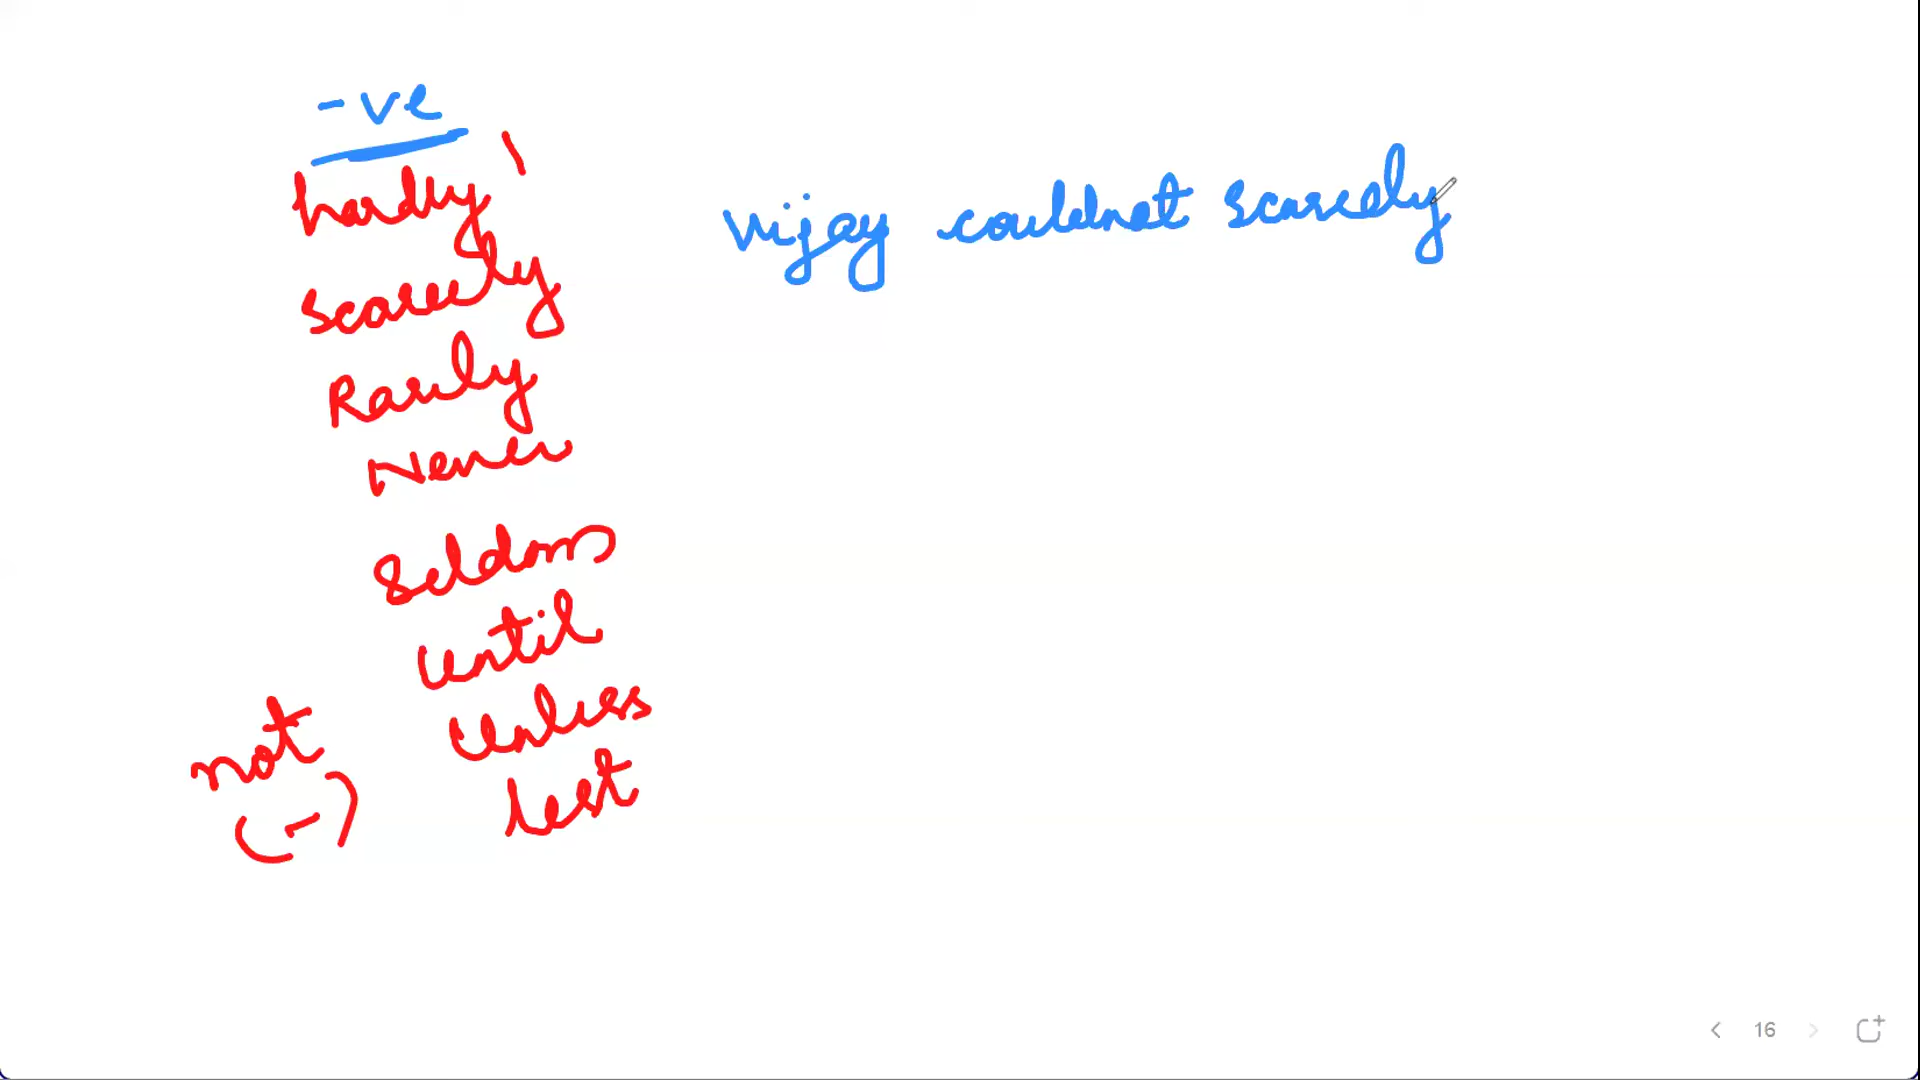 -ve
hardly
Scarcely
Vijay couldnot Scarcely
Rarely
Never
Seldom
Until
Unless
not
(-)
lest
16